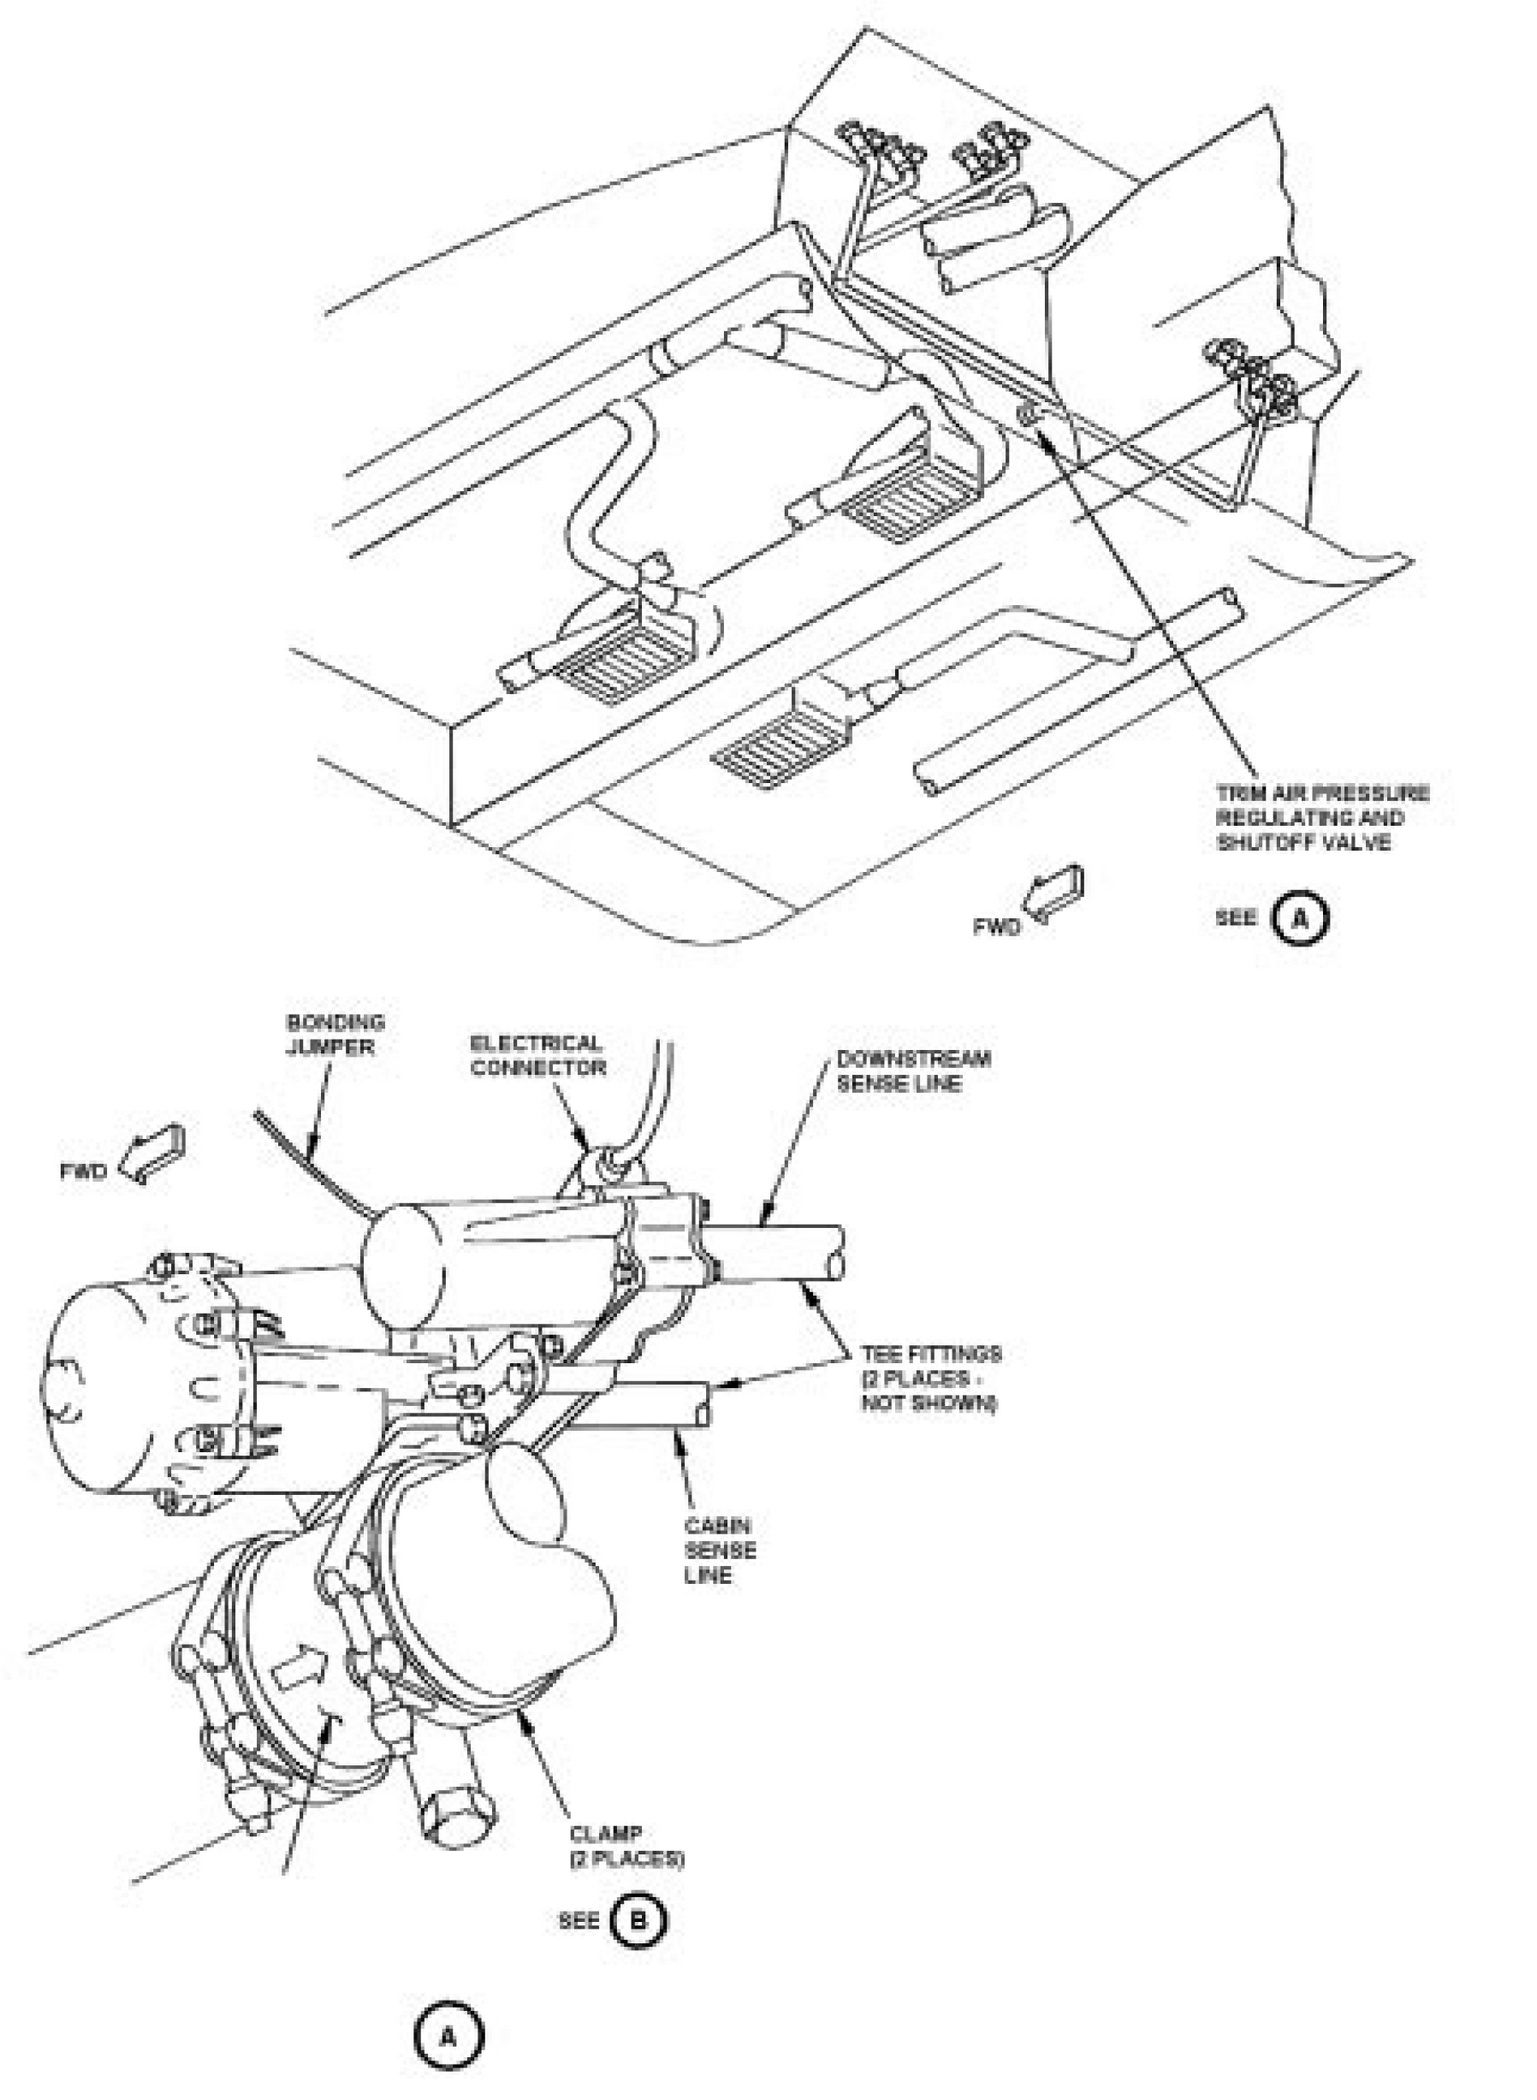 TRIM AIR PRESSURE
REGULATING AND
SHUTOFF VALVE
SEE A
FWD
BONDING
JUMPER
ELECTRICAL
CONNECTOR
DOWNSTREAM
SENSE LINE
FWD
TEE FITTINGS
(2 PLACES -
NOT SHOWN)
CABIN
SENSE
LINE
CLAMP
(2 PLACES)
SEE B
A